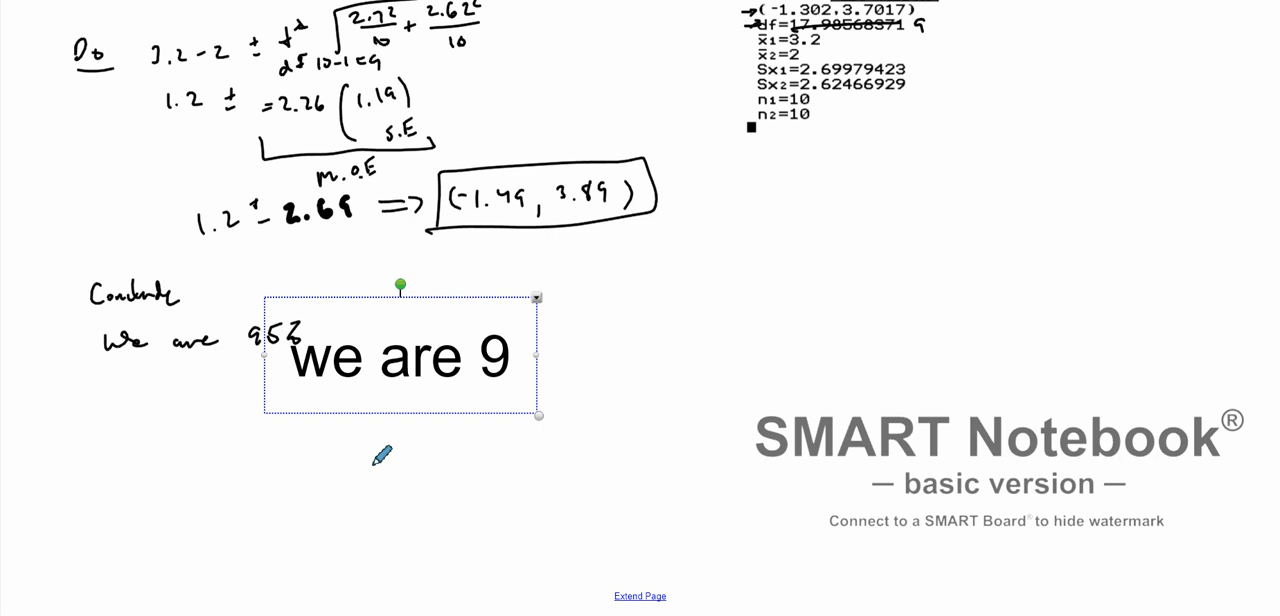 Do 3.2-2 ± t* √(2.7²/10 + 2.62²/10)
df 10-1=9
1.2 ± =2.26 (1.19)
S.E
M.O.E
1.2 ± 2.69 => (-1.49, 3.89)
Conclude
We are 95%
we are 9
(-1.302,3.7017)
df=17.98568371 9
x̄1=3.2
x̄2=2
Sx1=2.69979423
Sx2=2.62466929
n1=10
n2=10
SMART Notebook®
— basic version —
Connect to a SMART Board® to hide watermark
Extend Page